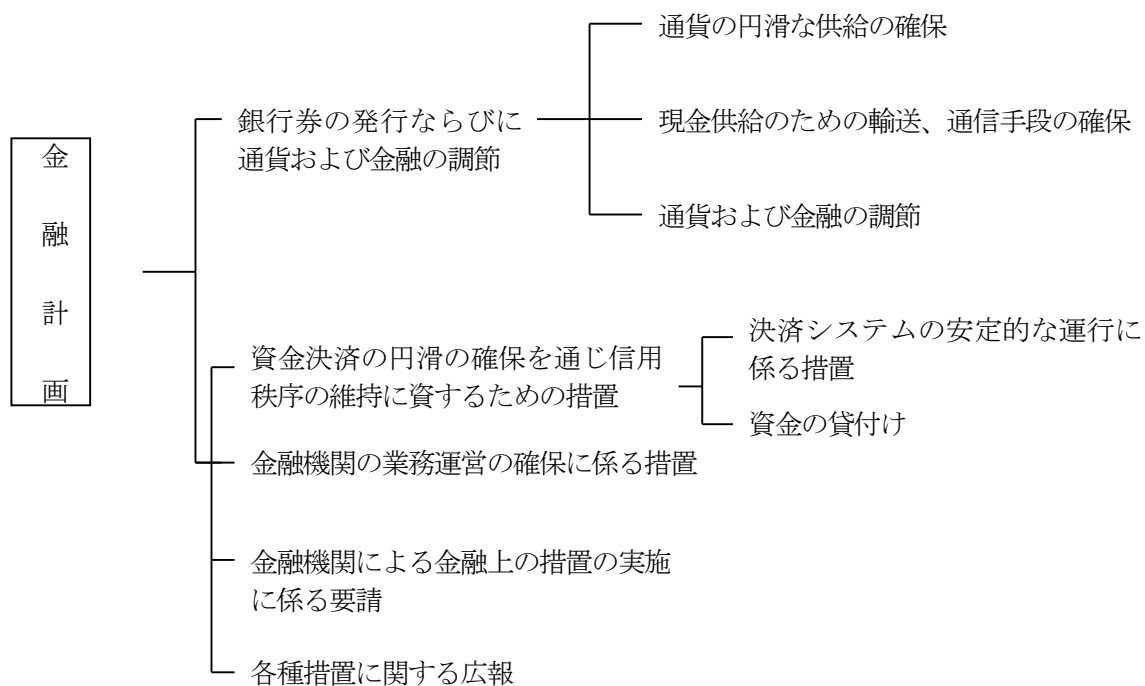 金融計画
銀行券の発行ならびに
通貨および金融の調節
通貨の円滑な供給の確保
現金供給のための輸送、通信手段の確保
通貨および金融の調節
資金決済の円滑の確保を通じ信用
秩序の維持に資するための措置
決済システムの安定的な運行に
係る措置
資金の貸付け
金融機関の業務運営の確保に係る措置
金融機関による金融上の措置の実施
に係る要請
各種措置に関する広報